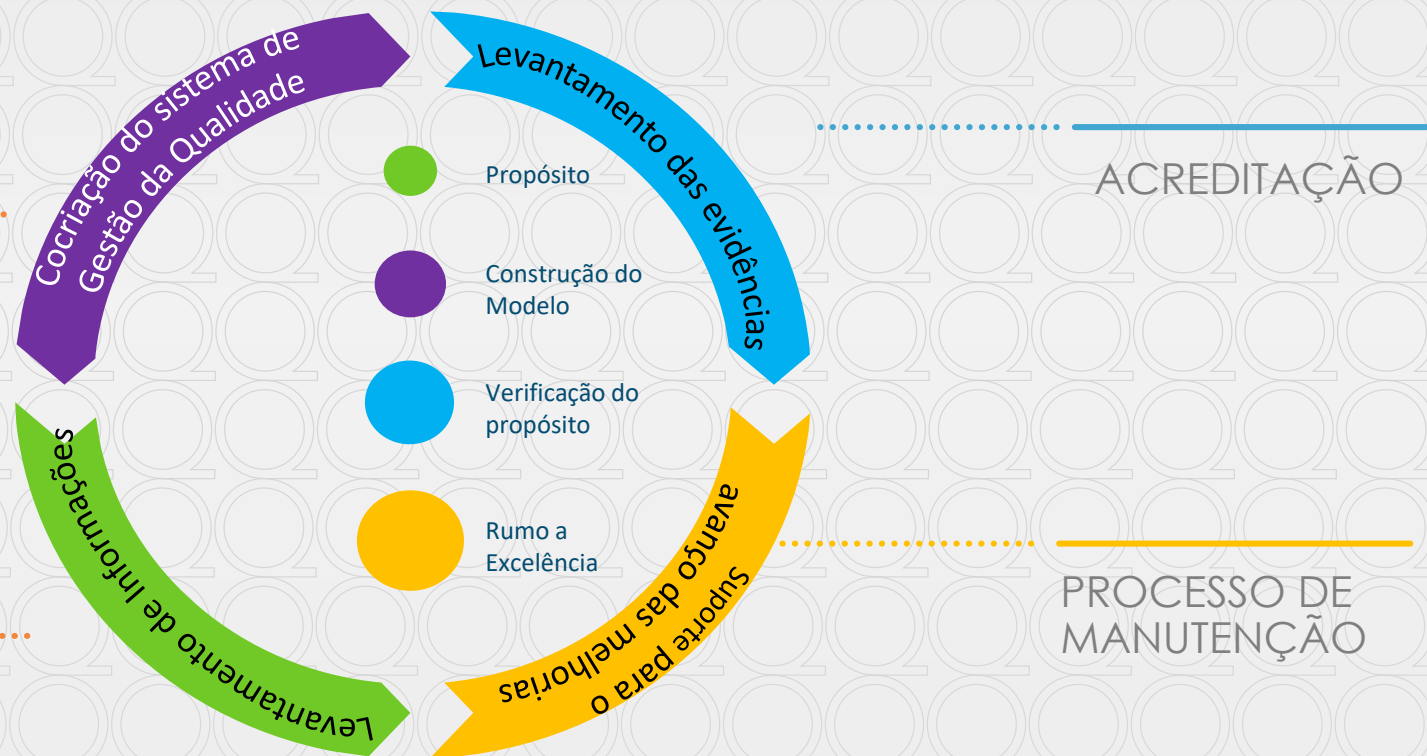 Cocriação do sistema de
Gestão da Qualidade
Levantamento das evidências
Propósito
Construção do
Modelo
Verificação do
propósito
Rumo a
Excelência
Levantamento de Informações
Suporte para o
avanço das melhorias
ACREDITAÇÃO
PROCESSO DE
MANUTENÇÃO